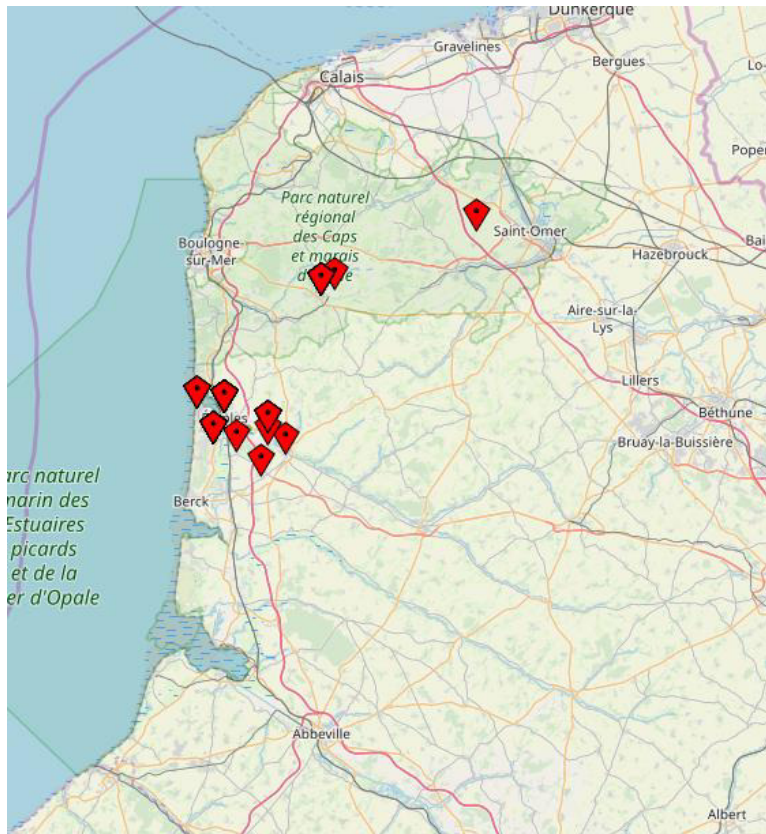 Dunkerque
Gravelines
Bergues
Calais
Lo-
Poper
Parc naturel
régional
des Caps
et marais
Saint-Omer
Boulogne-
sur-Mer
Hazebrouck
Bai
Aire-sur-la-
Lys
Lillers
Béthune
Bruay-la-Buissière
arc naturel
marin des
Estuaires
picards
et de la
er d'Opale
Berck
Abbeville
Albert